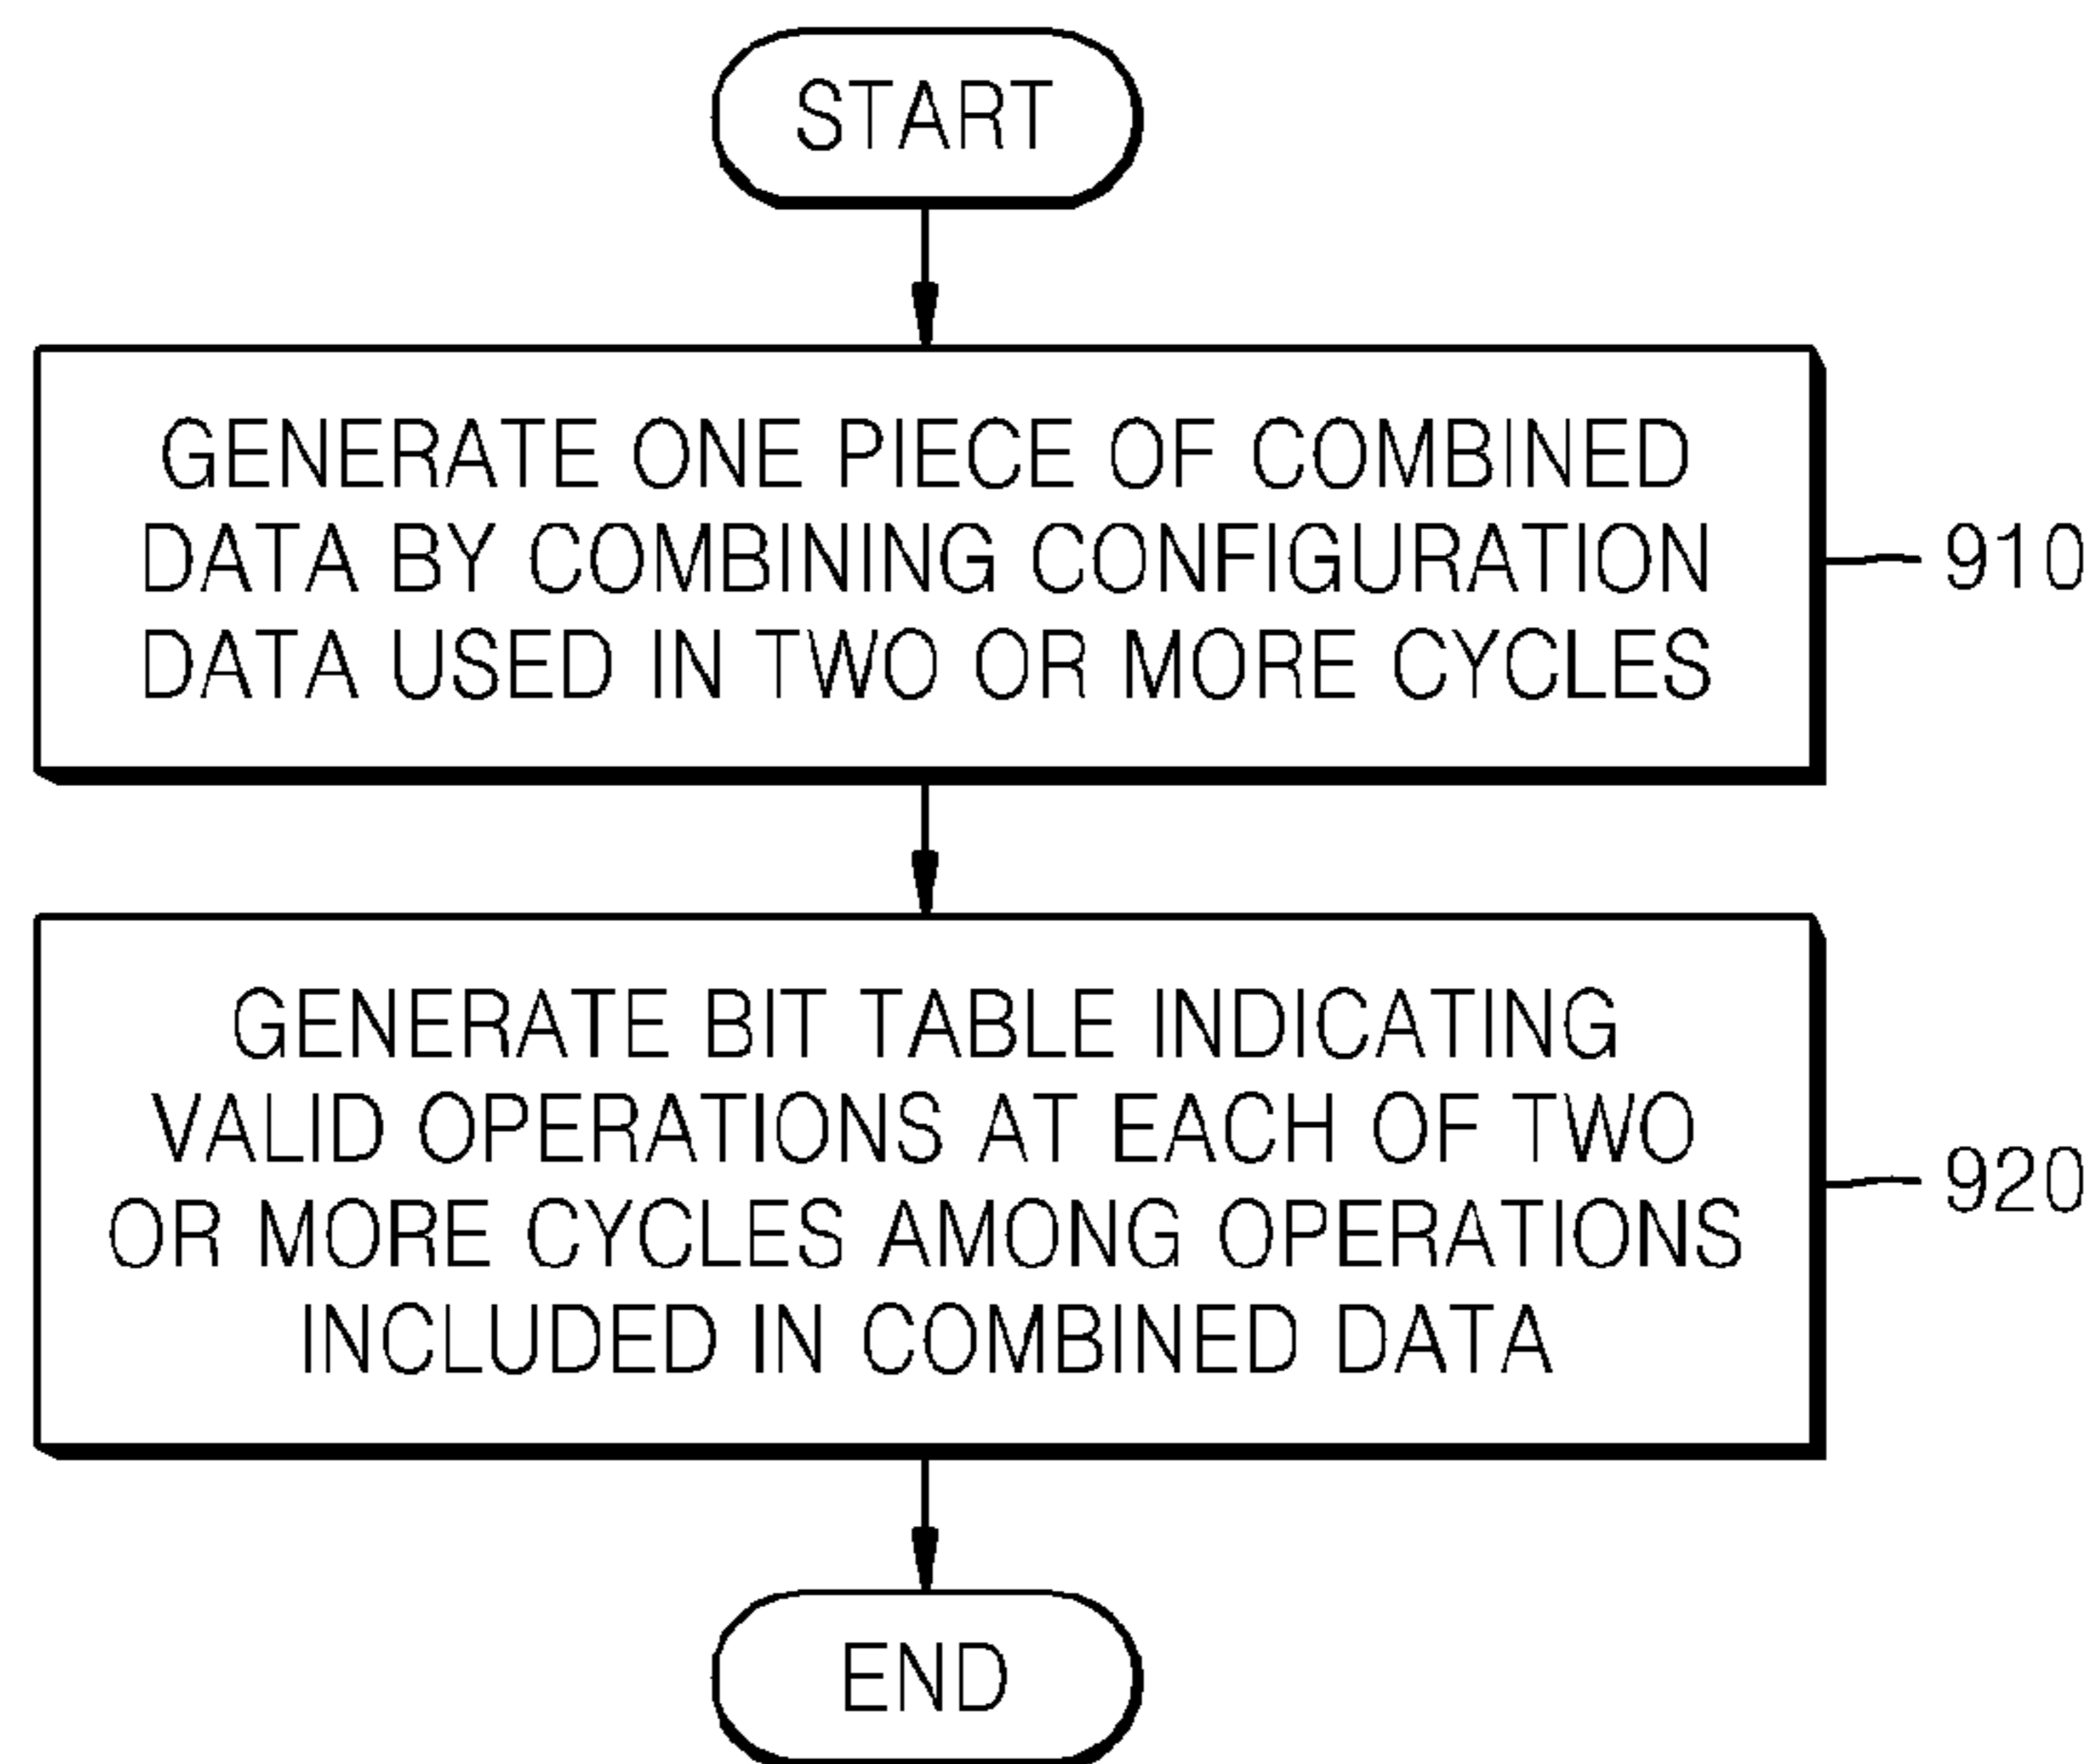 START
GENERATE ONE PIECE OF COMBINED
DATA BY COMBINING CONFIGURATION
DATA USED IN TWO OR MORE CYCLES
910
GENERATE BIT TABLE INDICATING
VALID OPERATIONS AT EACH OF TWO
OR MORE CYCLES AMONG OPERATIONS
INCLUDED IN COMBINED DATA
920
END